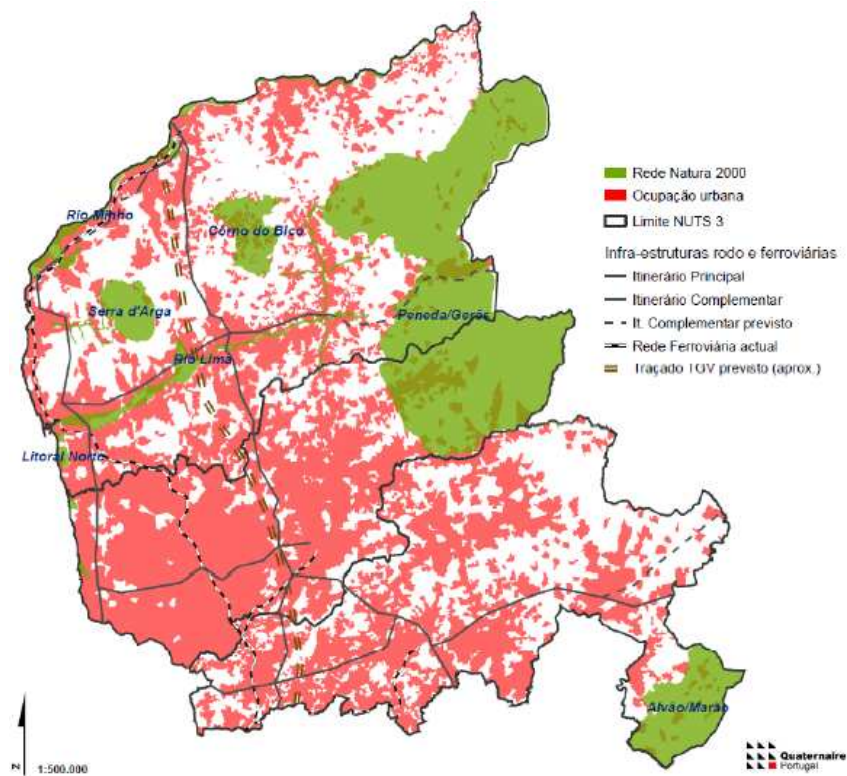 Rede Natura 2000
Ocupação urbana
Limite NUTS 3
Infra-estruturas rodo e ferroviárias
Itinerário Principal
Itinerário Complementar
It. Complementar previsto
Rede Ferroviária actual
Traçado TGV previsto (aprox.)
Rio Minho
Corno do Bico
Serra d'Arga
Peneda/Gerês
Rio Lima
Litoral Norte
Alvão/Marão
N
1:500.000
Quaternaire
Portugal